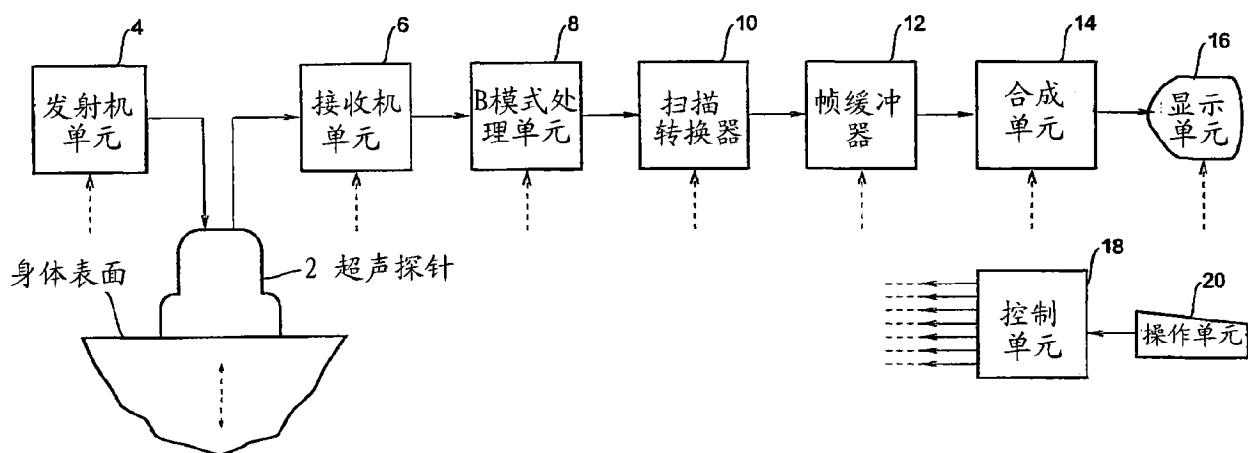 4
发射机
单元
6
接收机
单元
8
B模式处
理单元
10
扫描
转换器
12
帧缓冲
器
14
合成
单元
16
显示
单元
身体表面
2 超声探针
18
控制
单元
20
操作单元